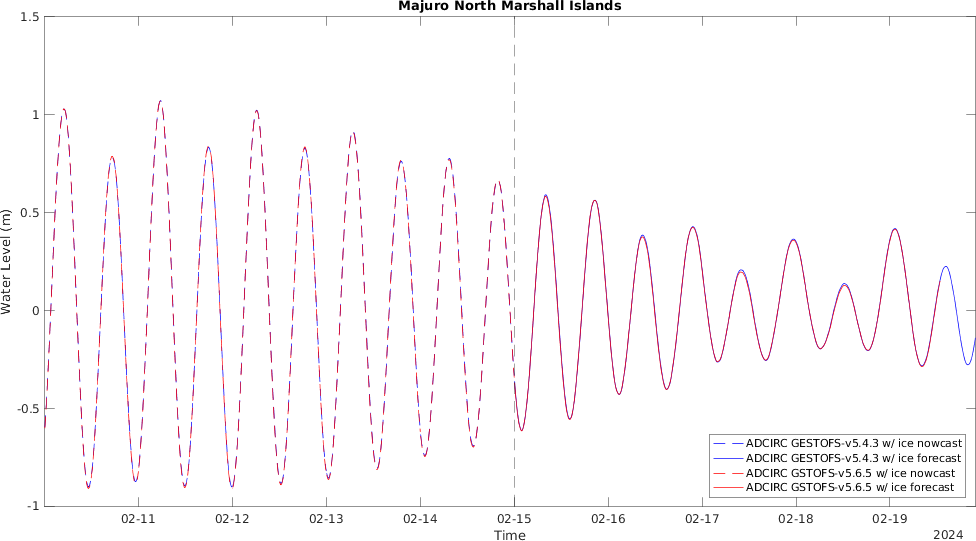 Majuro North Marshall Islands
1.5
1
0.5
0
-0.5
-1
Water Level (m)
ADCIRC GESTOFS-v5.4.3 w/ ice nowcast
ADCIRC GESTOFS-v5.4.3 w/ ice forecast
ADCIRC GSTOFS-v5.6.5 w/ ice nowcast
ADCIRC GSTOFS-v5.6.5 w/ ice forecast
02-11 02-12 02-13 02-14 02-15 02-16 02-17 02-18 02-19
Time
2024